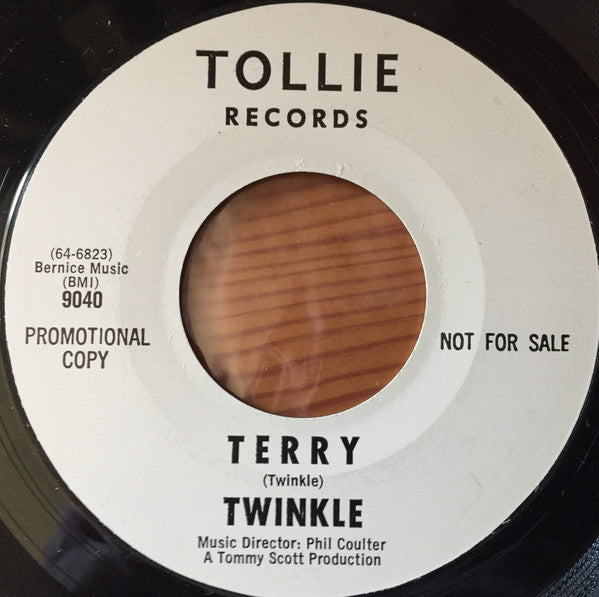 TOLLIE
RECORDS
(64-6823)
Bernice Music
(BMI)
9040
PROMOTIONAL
COPY
NOT FOR SALE
TERRY
(Twinkle)
TWINKLE
Music Director: Phil Coulter
A Tommy Scott Production